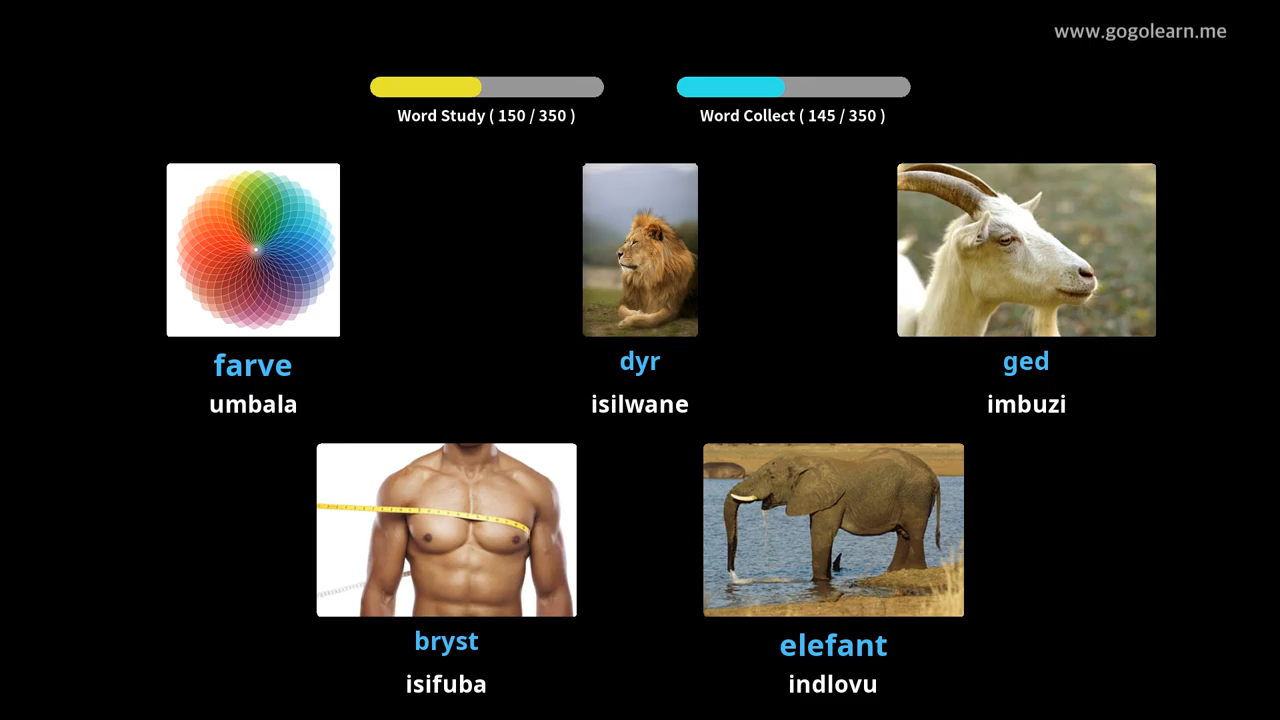 www.gogolearn.me
Word Study ( 150 / 350 )
Word Collect ( 145 / 350 )
farve
umbala
dyr
isilwane
ged
imbuzi
bryst
isifuba
elefant
indlovu